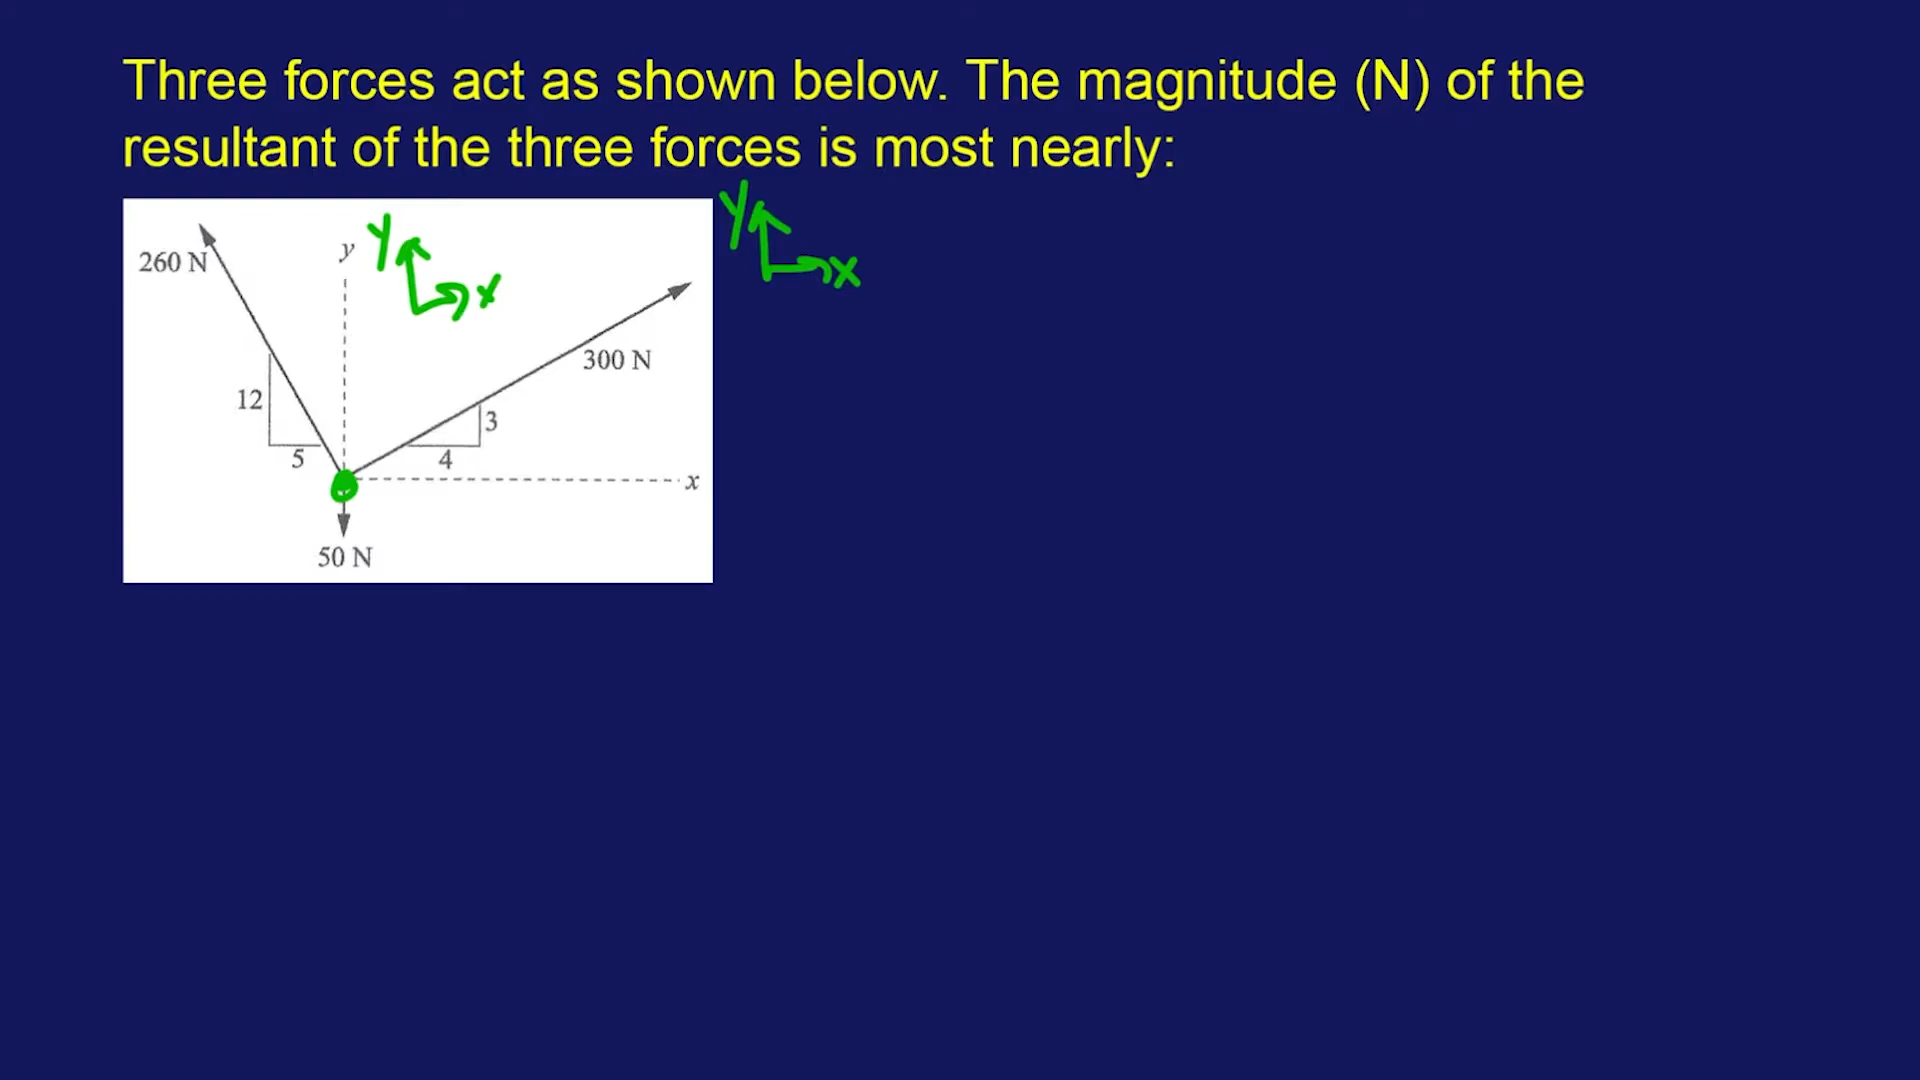 Three forces act as shown below. The magnitude (N) of the
resultant of the three forces is most nearly:
260 N
y
Y
x
Y
x
300 N
12
3
5
4
x
50 N